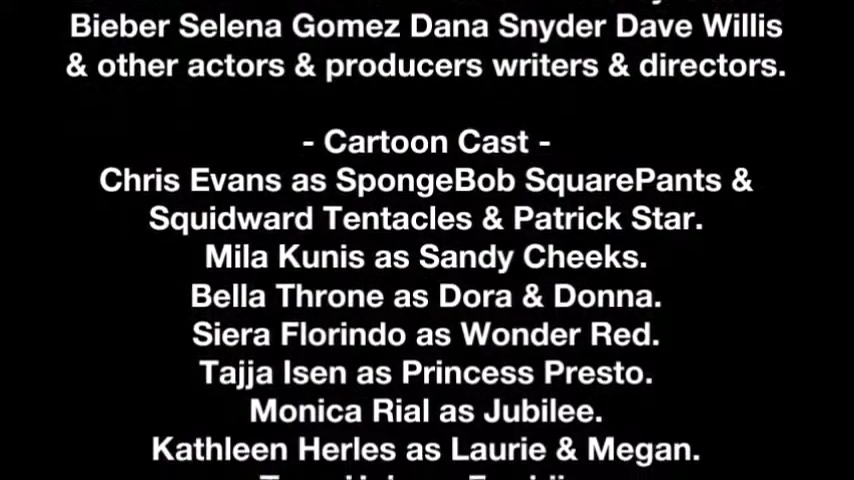 Bieber Selena Gomez Dana Snyder Dave Willis
& other actors & producers writers & directors.
- Cartoon Cast -
Chris Evans as SpongeBob SquarePants &
Squidward Tentacles & Patrick Star.
Mila Kunis as Sandy Cheeks.
Bella Throne as Dora & Donna.
Siera Florindo as Wonder Red.
Tajja Isen as Princess Presto.
Monica Rial as Jubilee.
Kathleen Herles as Laurie & Megan.